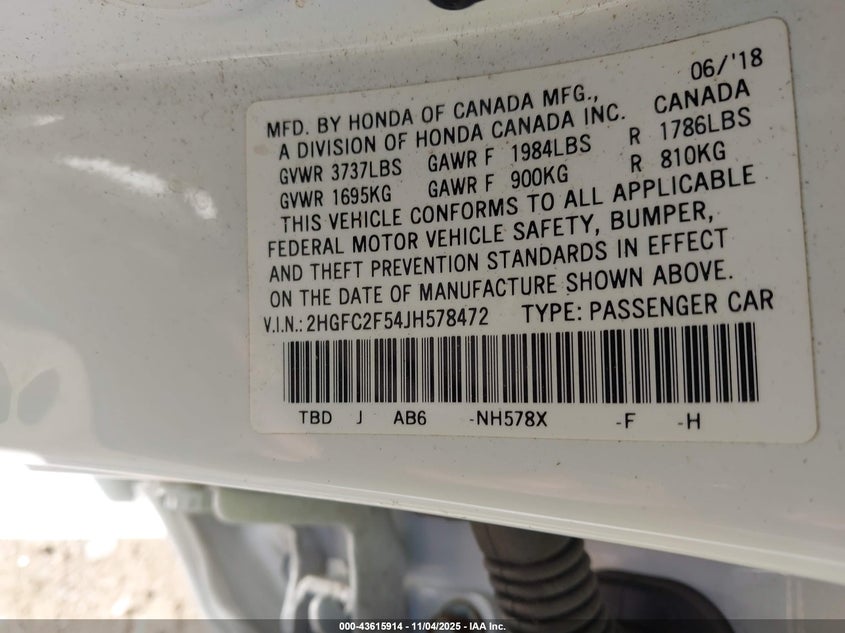 06/'18
MFD. BY HONDA OF CANADA MFG., CANADA
A DIVISION OF HONDA CANADA INC.
GVWR 3737LBS GAWR F 1984LBS R 1786LBS
GVWR 1695KG GAWR F 900KG R 810KG
THIS VEHICLE CONFORMS TO ALL APPLICABLE
FEDERAL MOTOR VEHICLE SAFETY, BUMPER,
AND THEFT PREVENTION STANDARDS IN EFFECT
ON THE DATE OF MANUFACTURE SHOWN ABOVE.
V.I.N.: 2HGFC2F54JH578472 TYPE: PASSENGER CAR
TBD J AB6 -NH578X -F -H
000-43615914 - 11/04/2025 - IAA Inc.